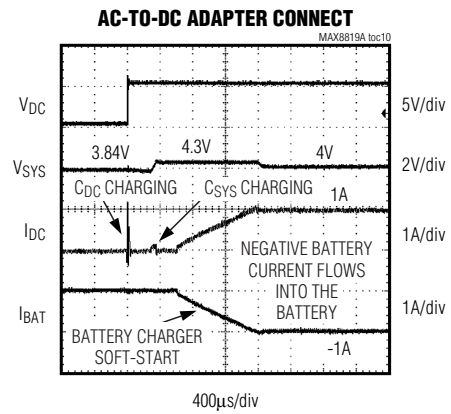 AC-TO-DC ADAPTER CONNECT
MAX8819A toc10
VDC
5V/div
3.84V
4.3V
4V
VSYS
2V/div
CDC CHARGING
CSYS CHARGING
1A
IDC
1A/div
NEGATIVE BATTERY
CURRENT FLOWS
INTO THE
BATTERY
IBAT
1A/div
BATTERY CHARGER
SOFT-START
-1A
400µs/div